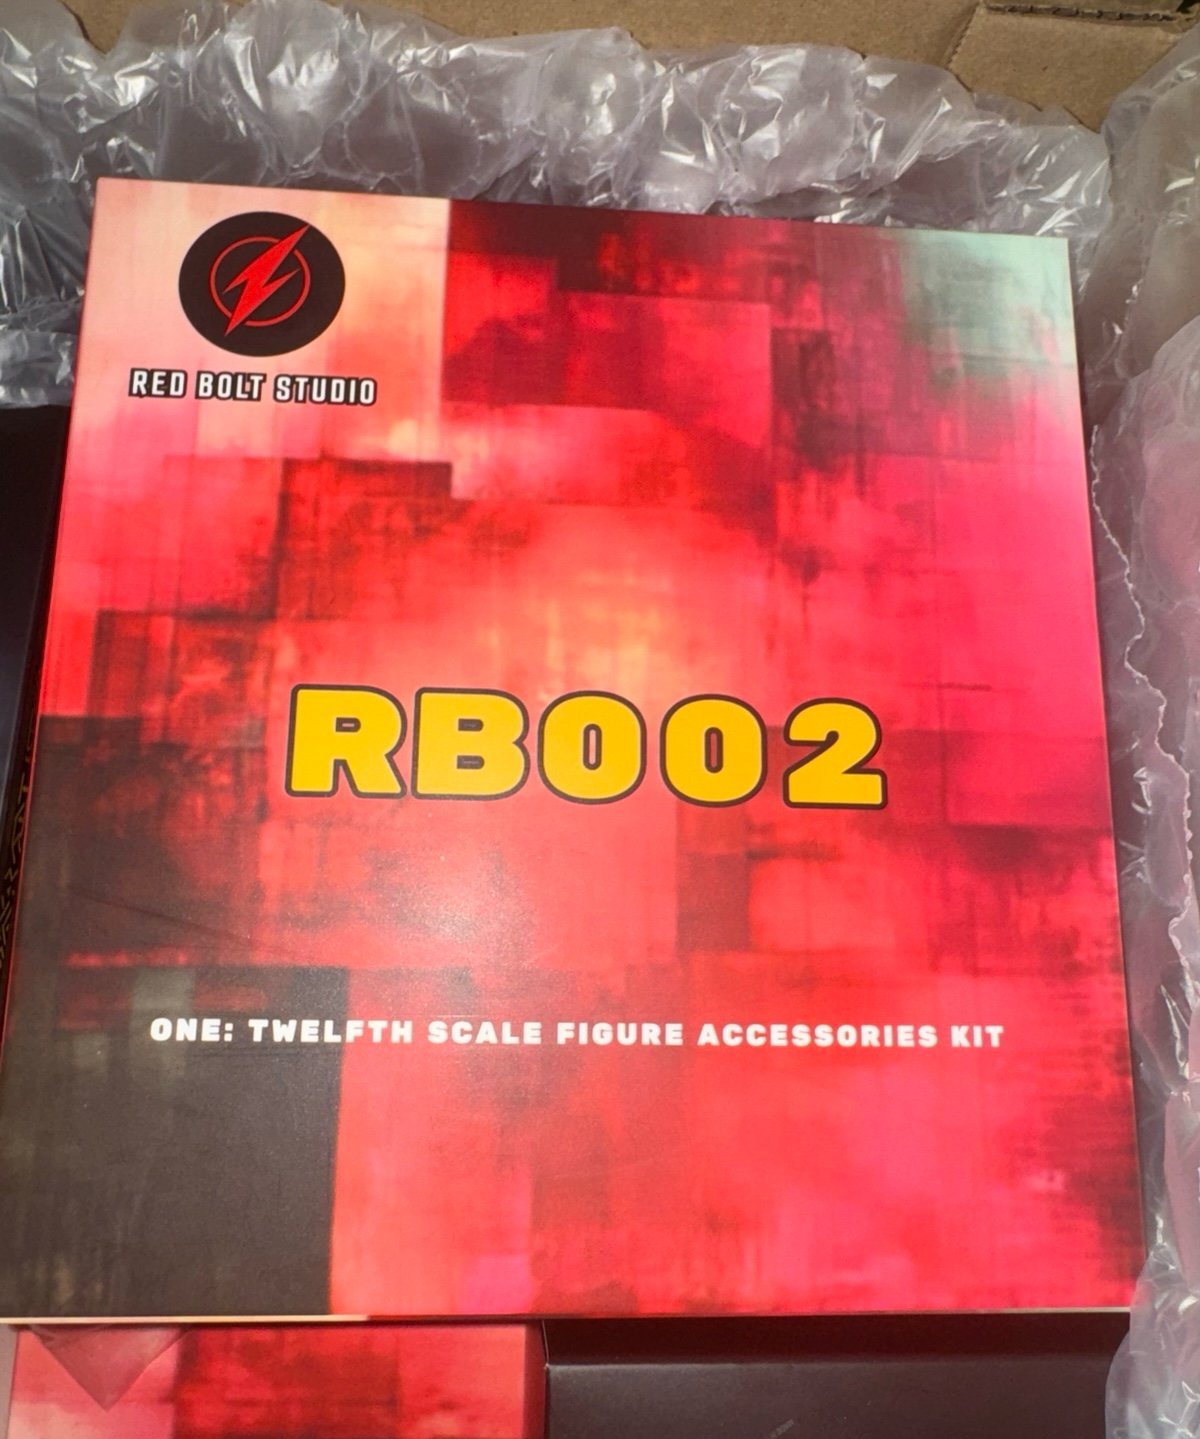 RED BOLT STUDIO
RB002
ONE: TWELFTH SCALE FIGURE ACCESSORIES KIT